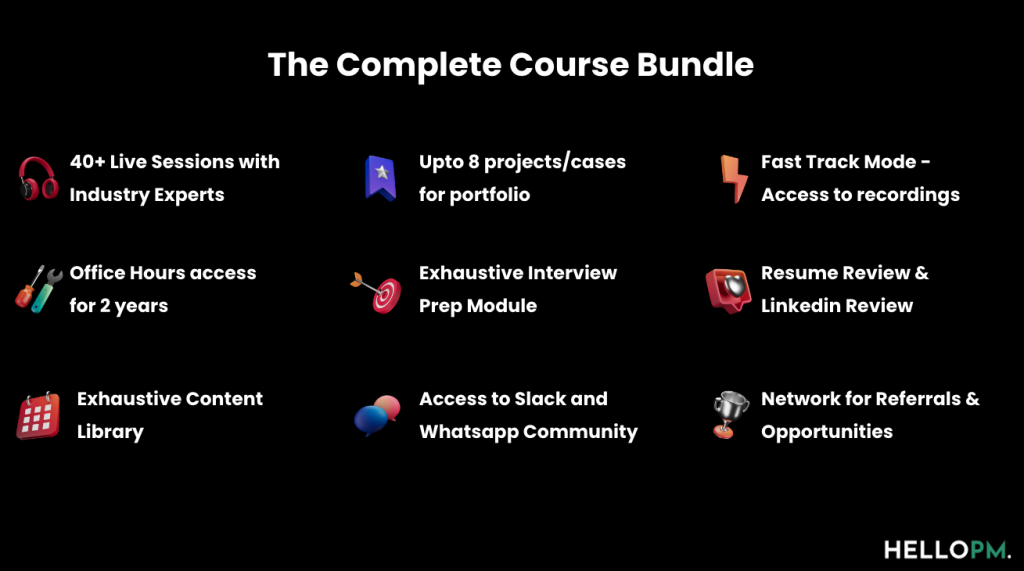 The Complete Course Bundle
40+ Live Sessions with
Industry Experts
Upto 8 projects/cases
for portfolio
Fast Track Mode -
Access to recordings
Office Hours access
for 2 years
Exhaustive Interview
Prep Module
Resume Review &
Linkedin Review
Exhaustive Content
Library
Access to Slack and
Whatsapp Community
Network for Referrals &
Opportunities
HELLOPM.